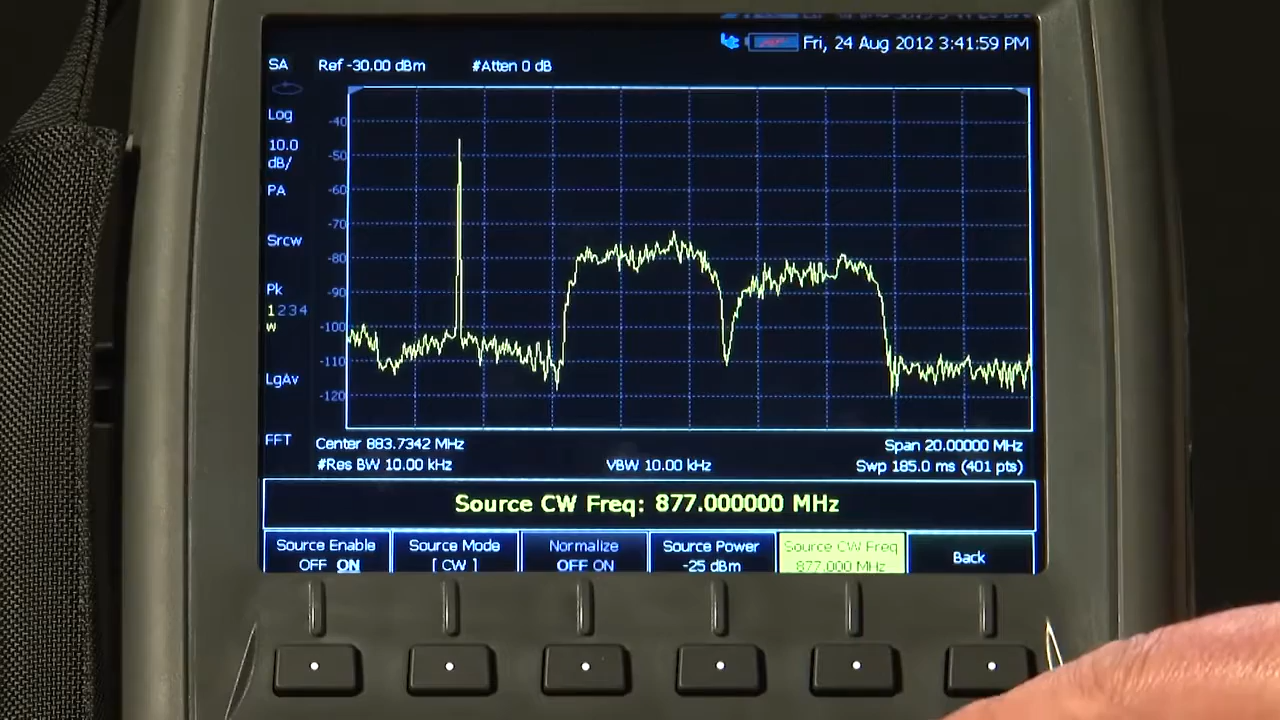 Fri, 24 Aug 2012 3:41:59 PM
SA Ref -30.00 dBm #Atten 0 dB
Log
10.0
dB/
PA
Srcw
Pk
1234
W
LgAv
FFT
-40
-50
-60
-70
-80
-90
-100
-110
-120
Center 883.7342 MHz Span 20.00000 MHz
#Res BW 10.00 kHz VBW 10.00 kHz Swp 185.0 ms (401 pts)
Source CW Freq: 877.000000 MHz
Source Enable Source Mode Normalize Source Power Source CW Freq Back
OFF ON [ CW ] OFF ON -25 dBm 877.000 MHz